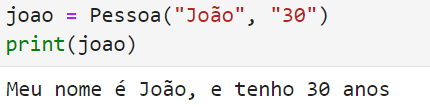 joao = Pessoa("João", "30")
print(joao)
Meu nome é João, e tenho 30 anos